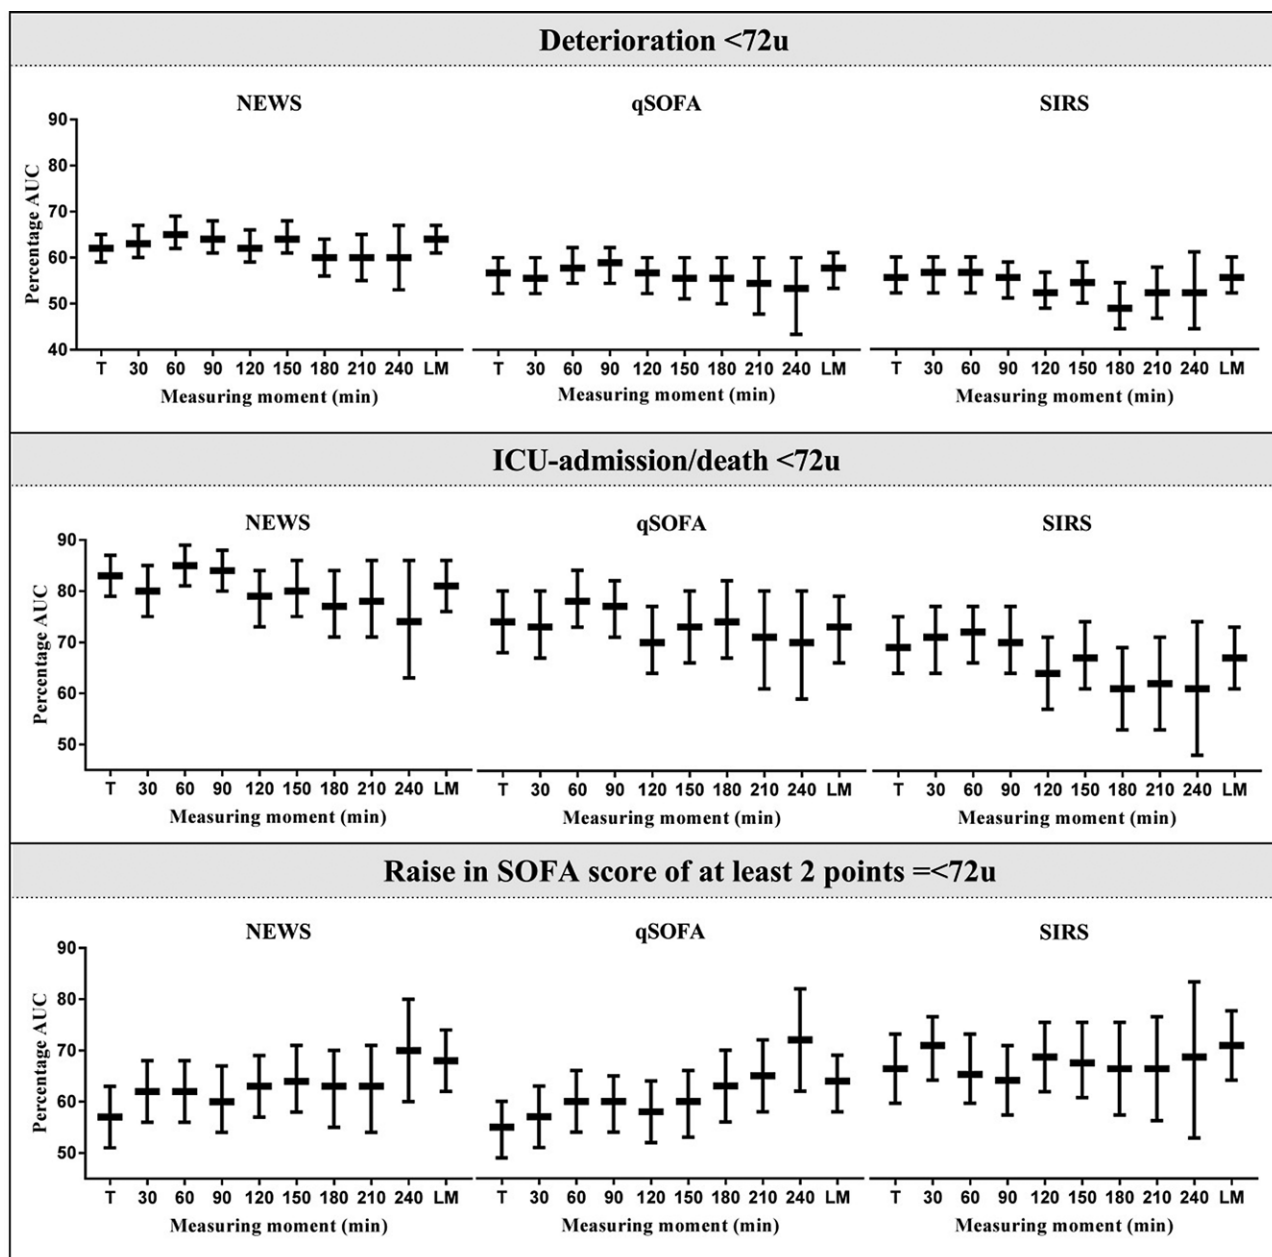 Deterioration <72u
NEWS qSOFA SIRS
Percentage AUC
90
80
70
60
50
40
T 30 60 90 120 150 180 210 240 LM T 30 60 90 120 150 180 210 240 LM T 30 60 90 120 150 180 210 240 LM
Measuring moment (min) Measuring moment (min) Measuring moment (min)
ICU-admission/death <72u
NEWS qSOFA SIRS
Percentage AUC
90
80
70
60
50
T 30 60 90 120 150 180 210 240 LM T 30 60 90 120 150 180 210 240 LM T 30 60 90 120 150 180 210 240 LM
Measuring moment (min) Measuring moment (min) Measuring moment (min)
Raise in SOFA score of at least 2 points =<72u
NEWS qSOFA SIRS
Percentage AUC
90
80
70
60
50
T 30 60 90 120 150 180 210 240 LM T 30 60 90 120 150 180 210 240 LM T 30 60 90 120 150 180 210 240 LM
Measuring moment (min) Measuring moment (min) Measuring moment (min)